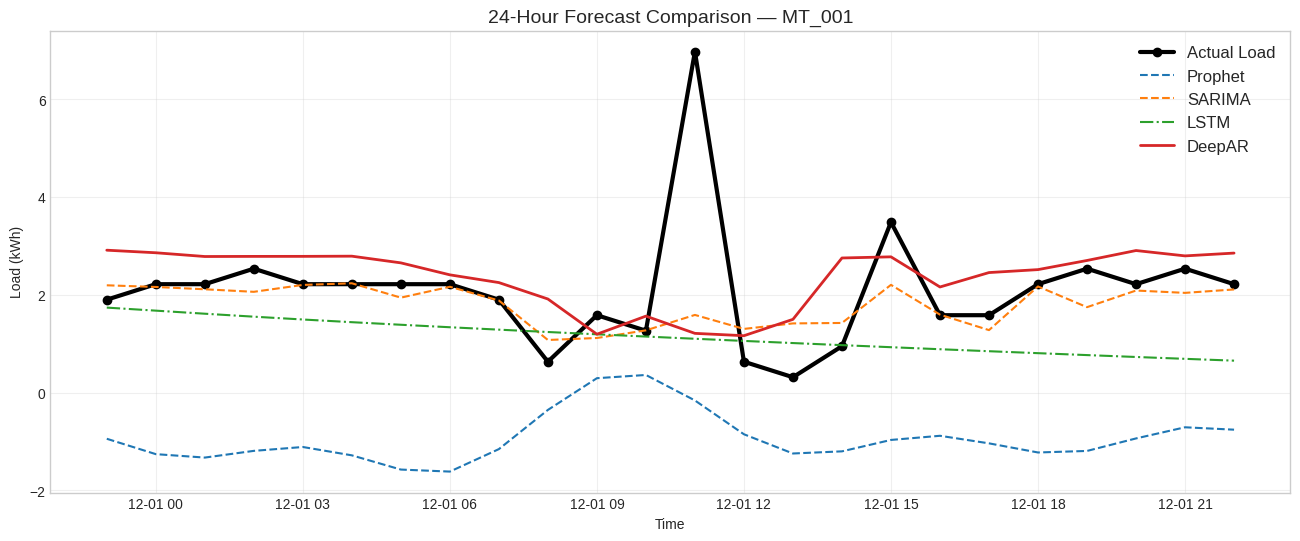 24-Hour Forecast Comparison — MT_001
Actual Load
Prophet
SARIMA
LSTM
DeepAR
Load (kWh)
6
4
2
0
−2
12-01 00 12-01 03 12-01 06 12-01 09 12-01 12 12-01 15 12-01 18 12-01 21
Time